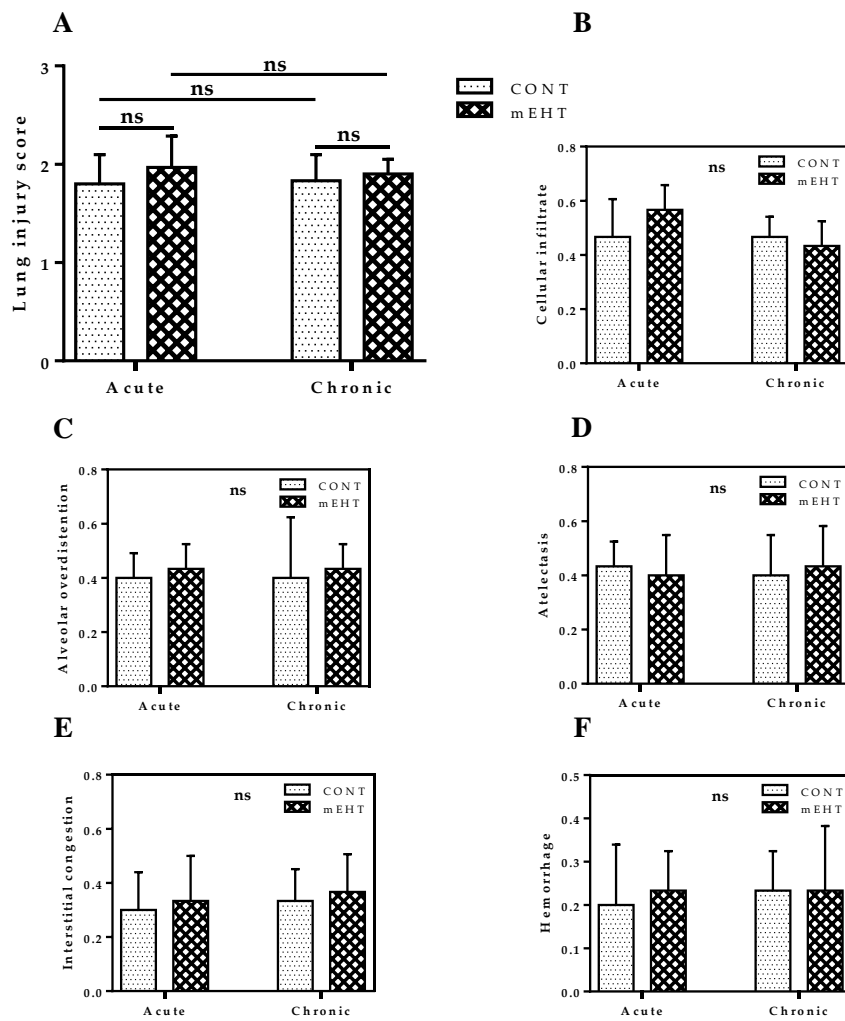 A
Lung injury score
3
2
1
0
ns
ns
ns
ns
Acute
Chronic
CONT
mEHT
B
Cellular infiltrate
0.8
0.6
0.4
0.2
0.0
ns
CONT
mEHT
Acute
Chronic
C
Alveolar overdistention
0.8
0.6
0.4
0.2
0.0
ns
CONT
mEHT
Acute
Chronic
D
Atelectasis
0.8
0.6
0.4
0.2
0.0
ns
CONT
mEHT
Acute
Chronic
E
Interstitial congestion
0.8
0.6
0.4
0.2
0.0
ns
CONT
mEHT
Acute
Chronic
F
Hemorrhage
0.5
0.4
0.3
0.2
0.1
0.0
ns
CONT
mEHT
Acute
Chronic